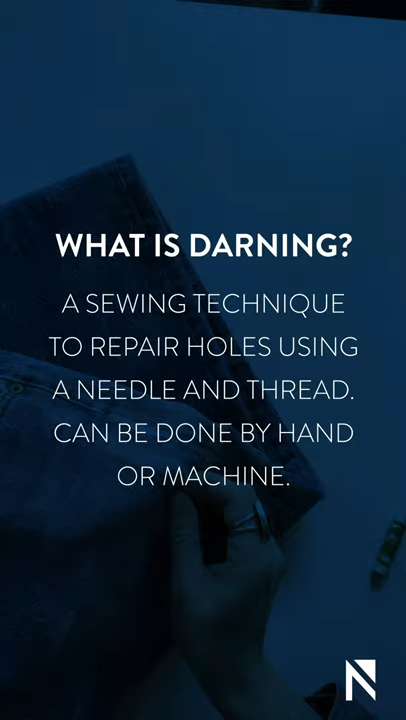 WHAT IS DARNING?
A SEWING TECHNIQUE
TO REPAIR HOLES USING
A NEEDLE AND THREAD.
CAN BE DONE BY HAND
OR MACHINE.
N